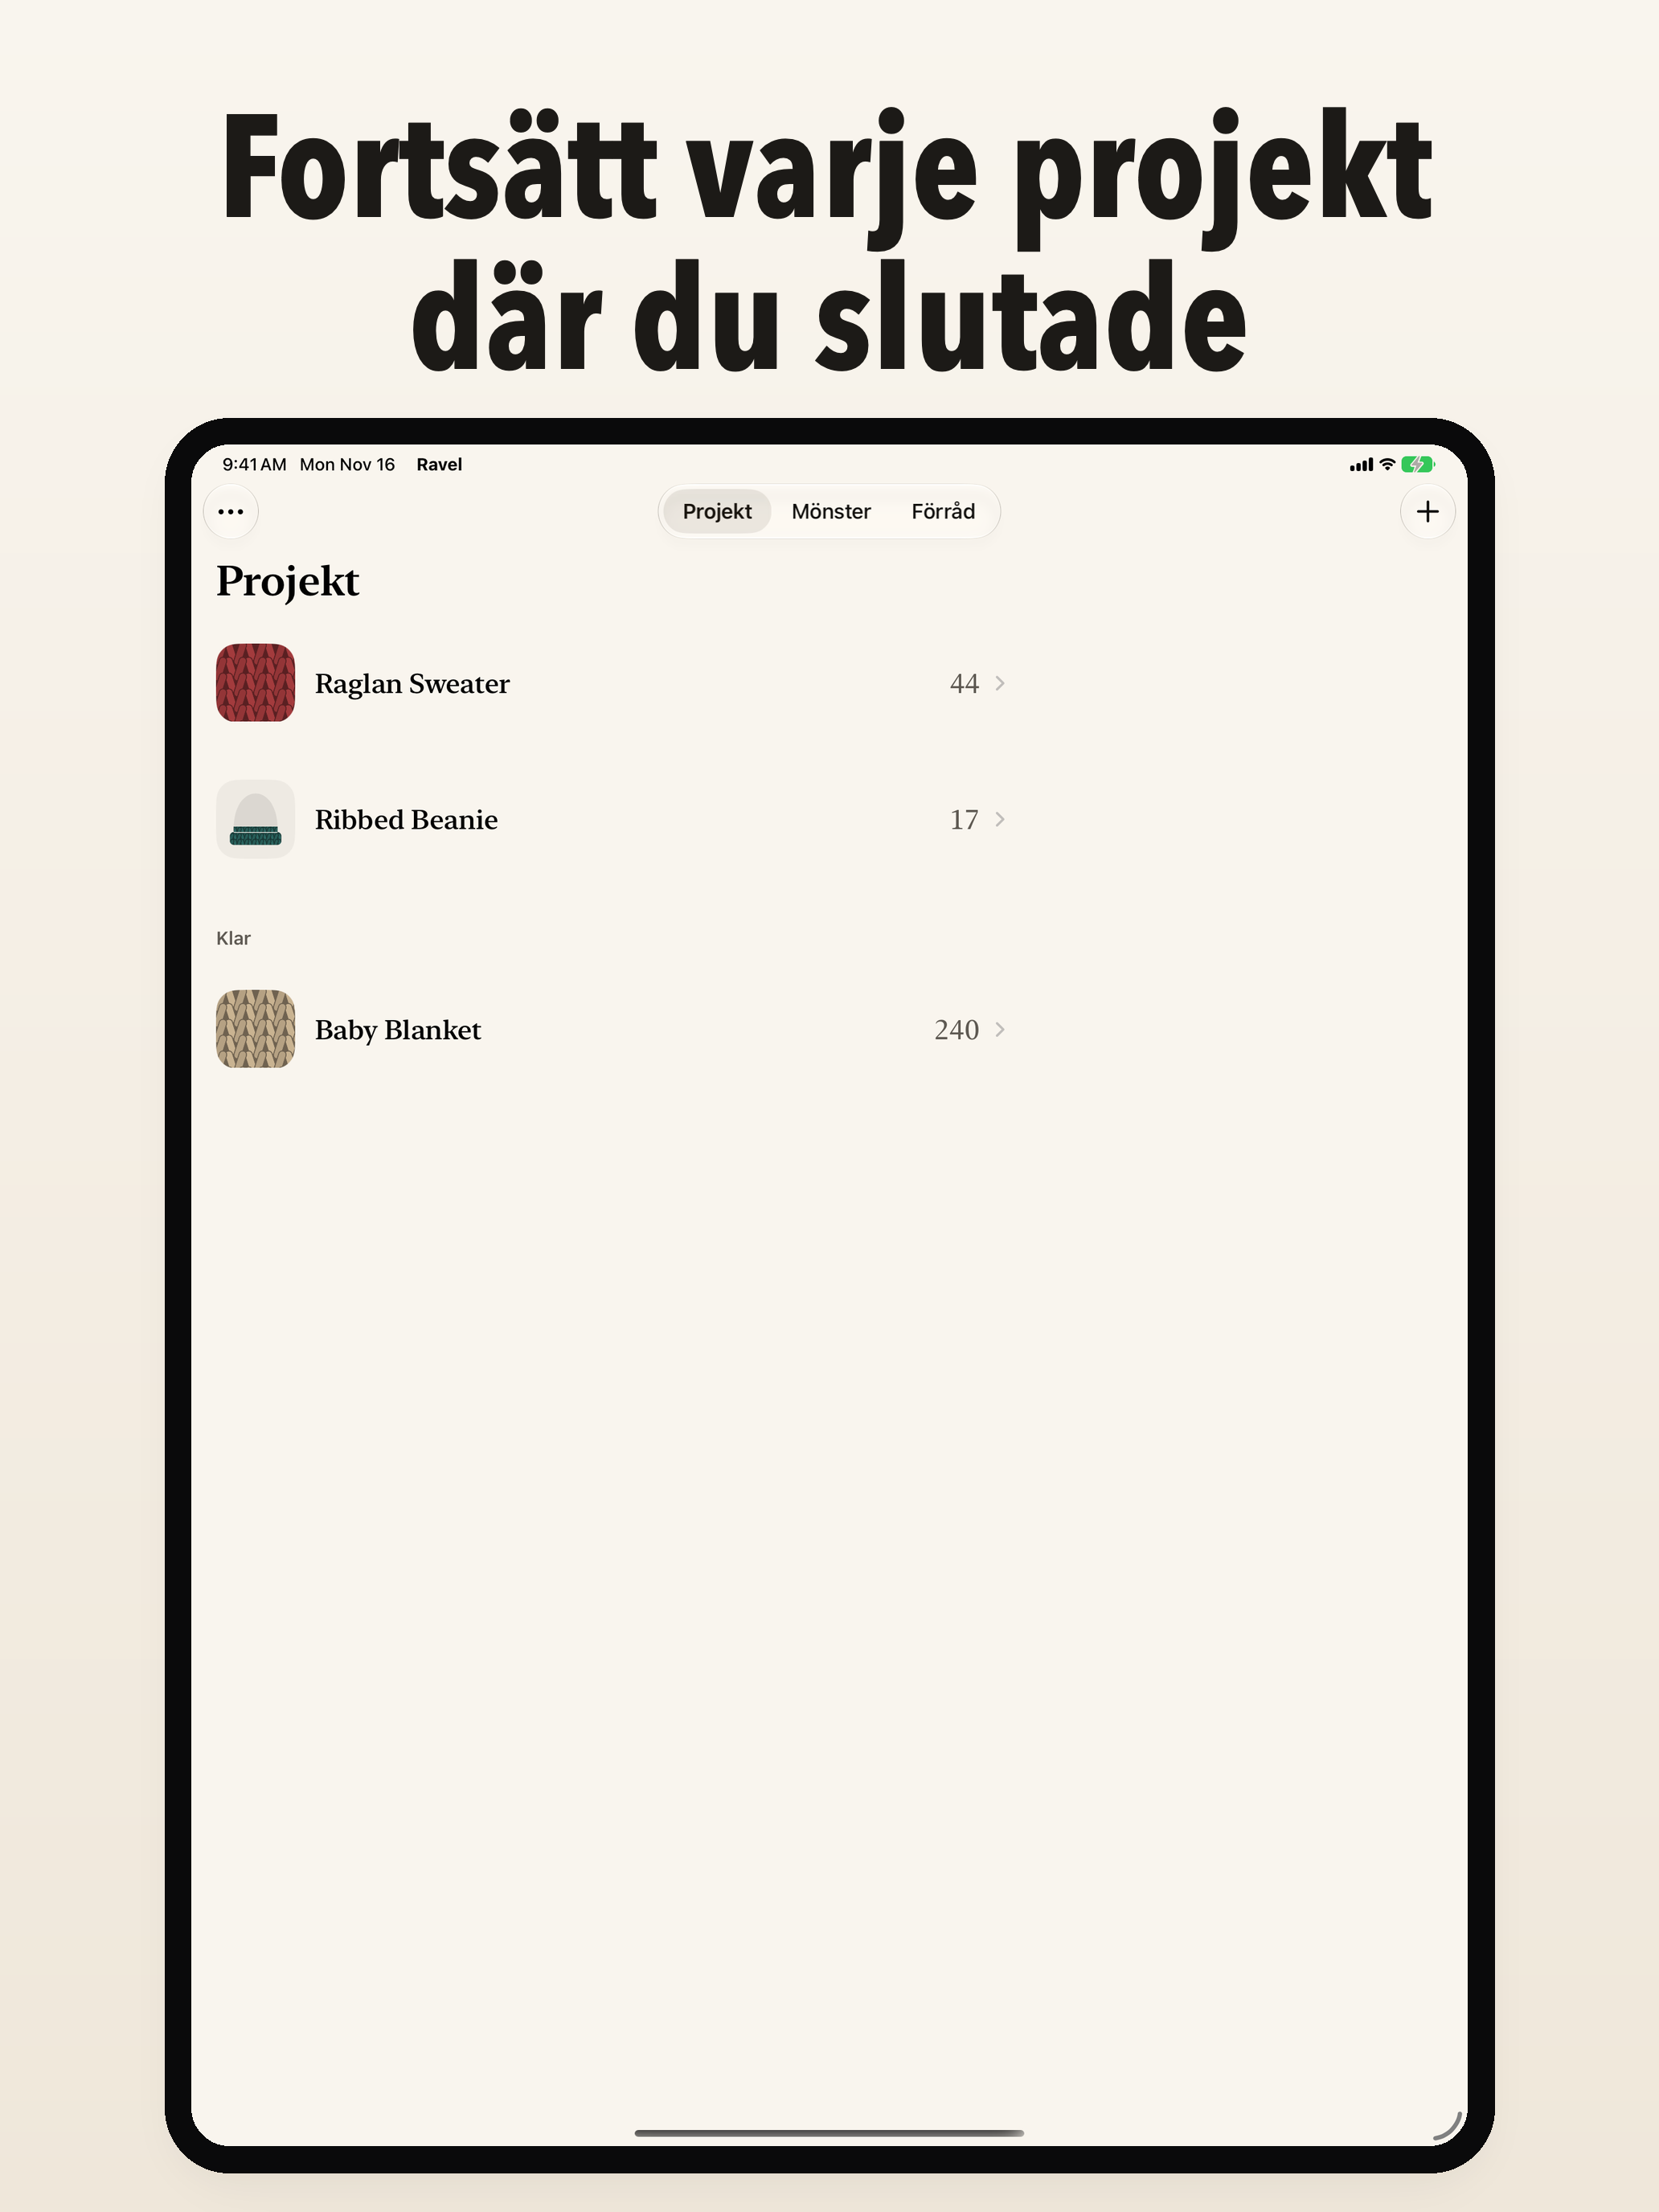 Fortsätt varje projekt
där du slutade
9:41 AM Mon Nov 16 Ravel
Projekt Mönster Förråd
Projekt
Raglan Sweater 44
Ribbed Beanie 17
Klar
Baby Blanket 240